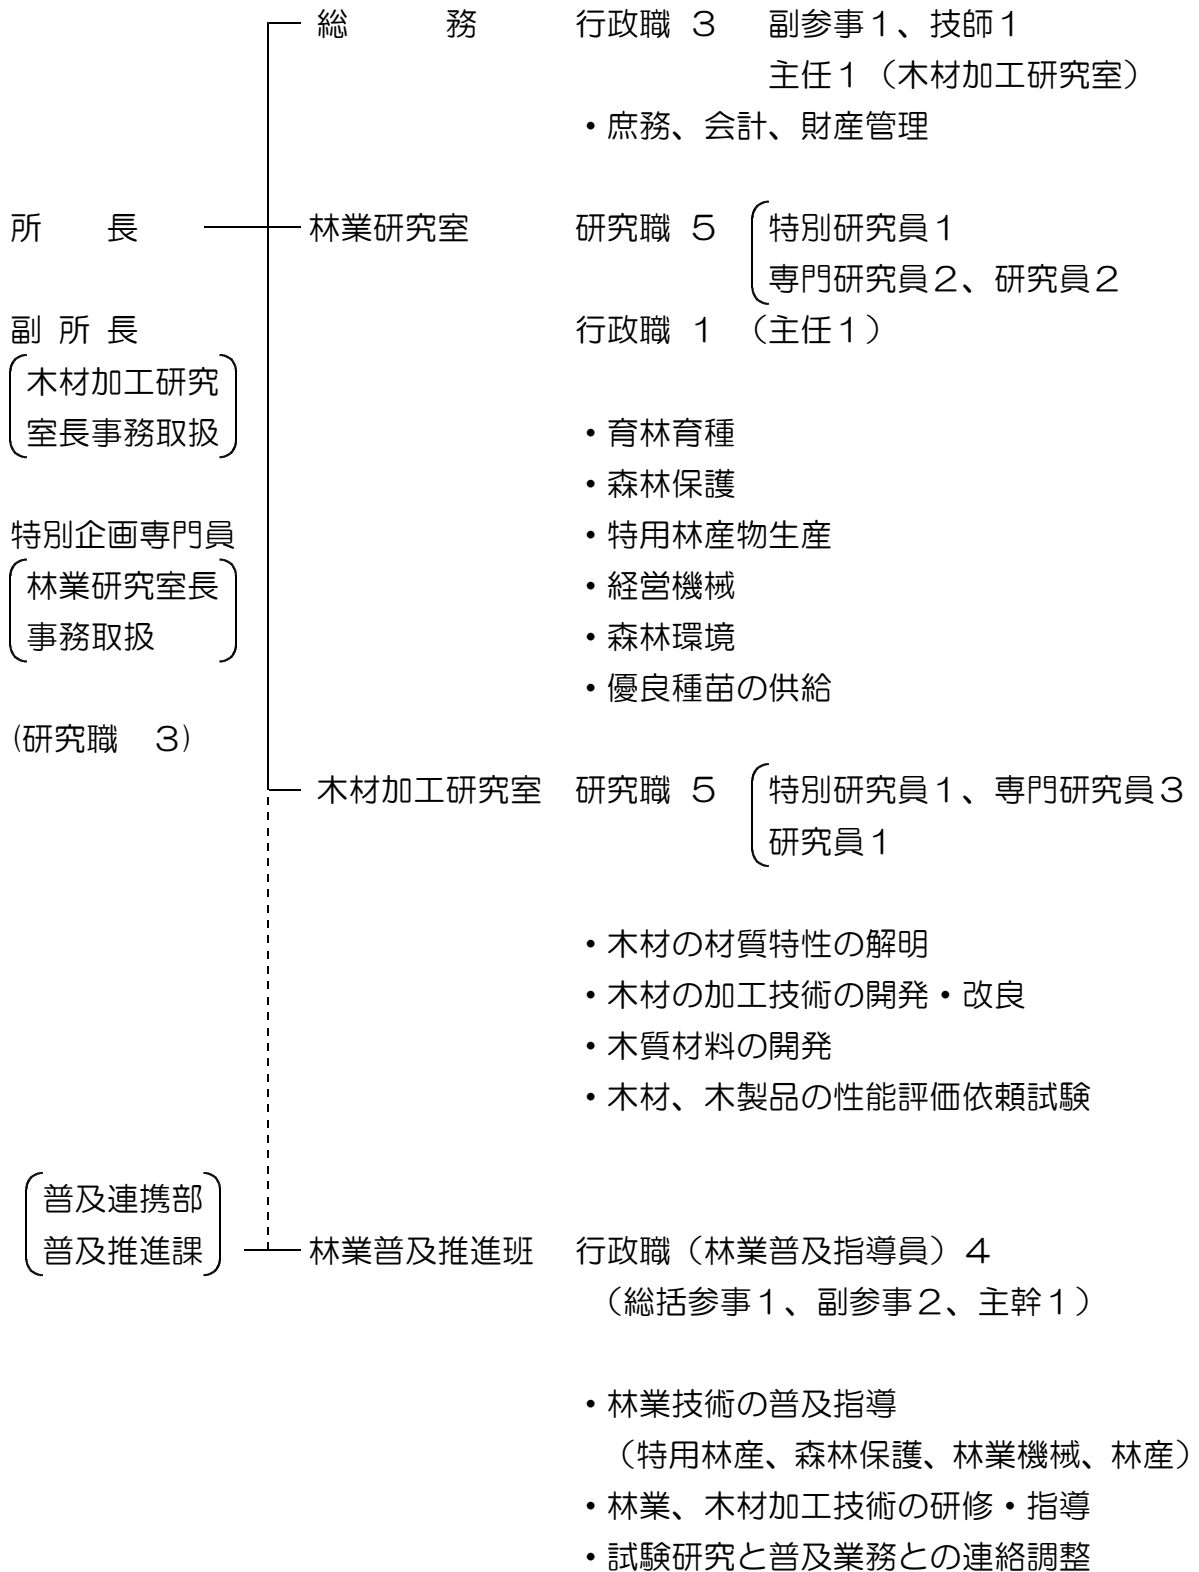 総　　務　行政職 ３　副参事１、技師１
主任１（木材加工研究室）
・庶務、会計、財産管理
所　　長　林業研究室　研究職 ５　特別研究員１
専門研究員２、研究員２
副 所 長　行政職 １ （主任１）
木材加工研究
室長事務取扱
・育林育種
・森林保護
特別企画専門員　・特用林産物生産
林業研究室長　・経営機械
事務取扱　・森林環境
・優良種苗の供給
(研究職　３)
木材加工研究室　研究職 ５　特別研究員１、専門研究員３
研究員１
・木材の材質特性の解明
・木材の加工技術の開発・改良
・木質材料の開発
・木材、木製品の性能評価依頼試験
普及連携部
普及推進課　林業普及推進班　行政職（林業普及指導員）４
（総括参事１、副参事２、主幹１）
・林業技術の普及指導
（特用林産、森林保護、林業機械、林産）
・林業、木材加工技術の研修・指導
・試験研究と普及業務との連絡調整